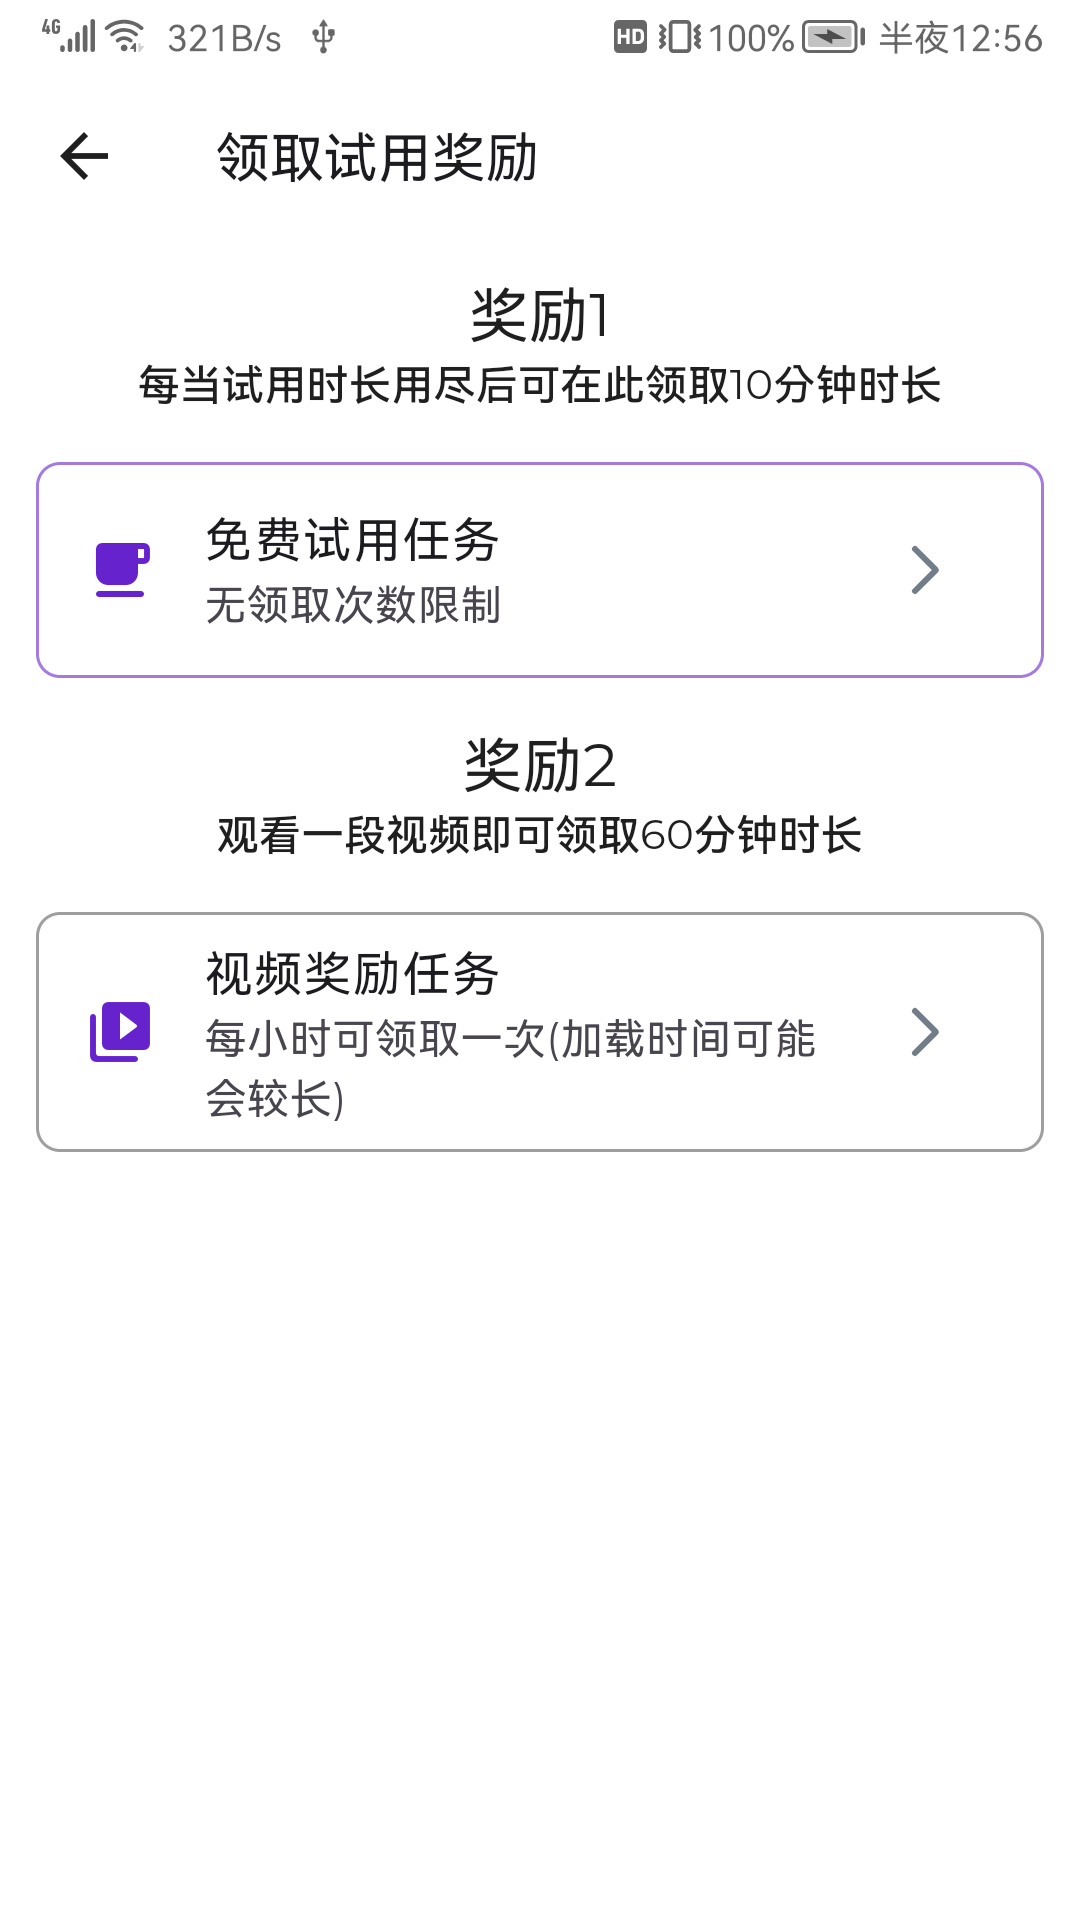 4G 321B/s HD 100% 半夜12:56
领取试用奖励
奖励1
每当试用时长用尽后可在此领取10分钟时长
免费试用任务
无领取次数限制
奖励2
观看一段视频即可领取60分钟时长
视频奖励任务
每小时可领取一次(加载时间可能
会较长)